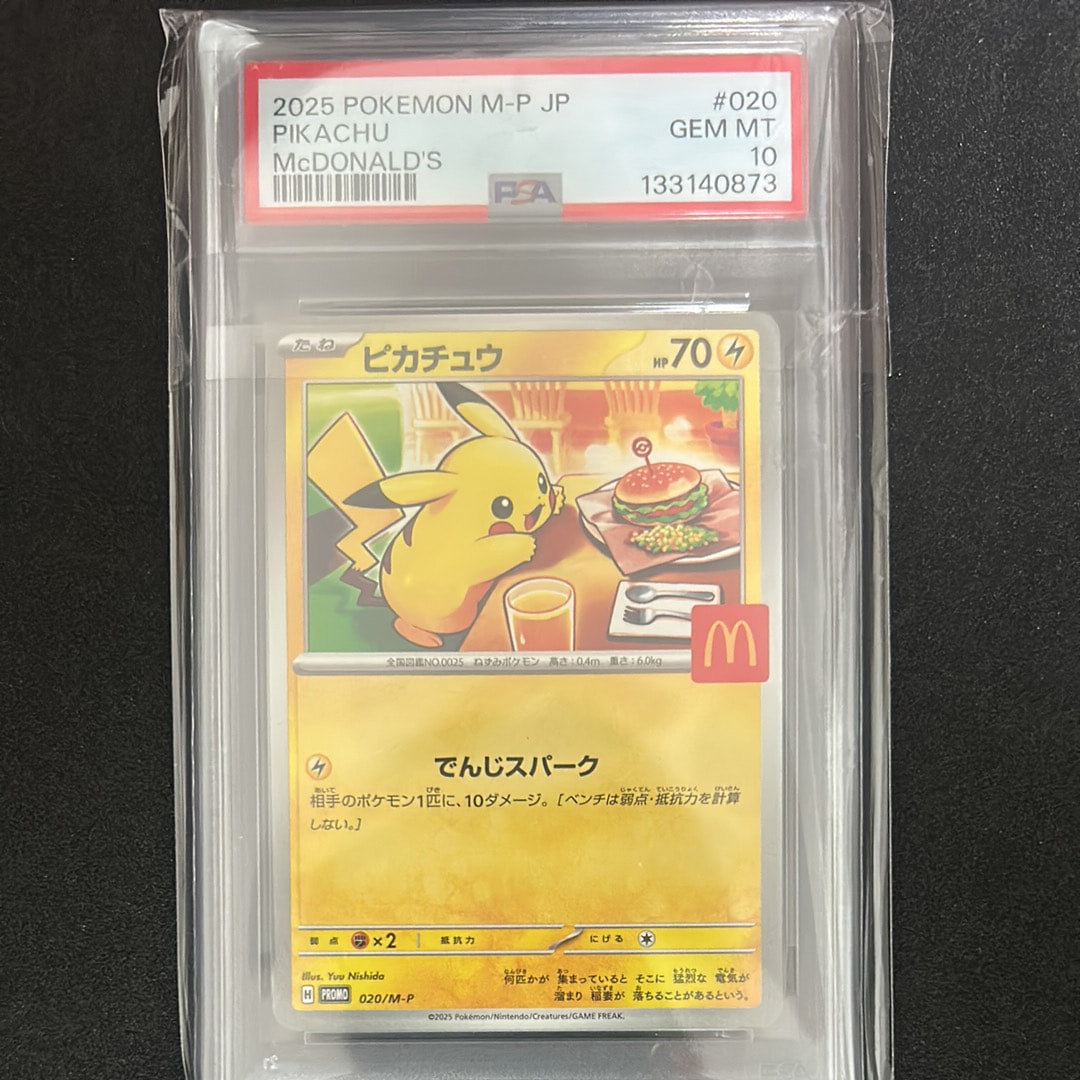 2025 POKEMON M-P JP
#020
PIKACHU
GEM MT
McDONALD'S
10
PSA
133140873
たね
ピカチュウ
HP 70
全国図鑑NO.0025 ねずみポケモン 高さ:0.4m 重さ:6.0kg
でんじスパーク
相手のポケモン1匹に、10ダメージ。[ベンチは弱点・抵抗力を計算
しない。]
弱点 ×2 抵抗力 にげる
Illus. Yuu Nishida
何匹かが 集まっていると そこに 猛烈な 電気が
溜まり 稲妻が 落ちることがあるという。
H PROMO 020/M-P
©2025 Pokémon/Nintendo/Creatures/GAME FREAK.